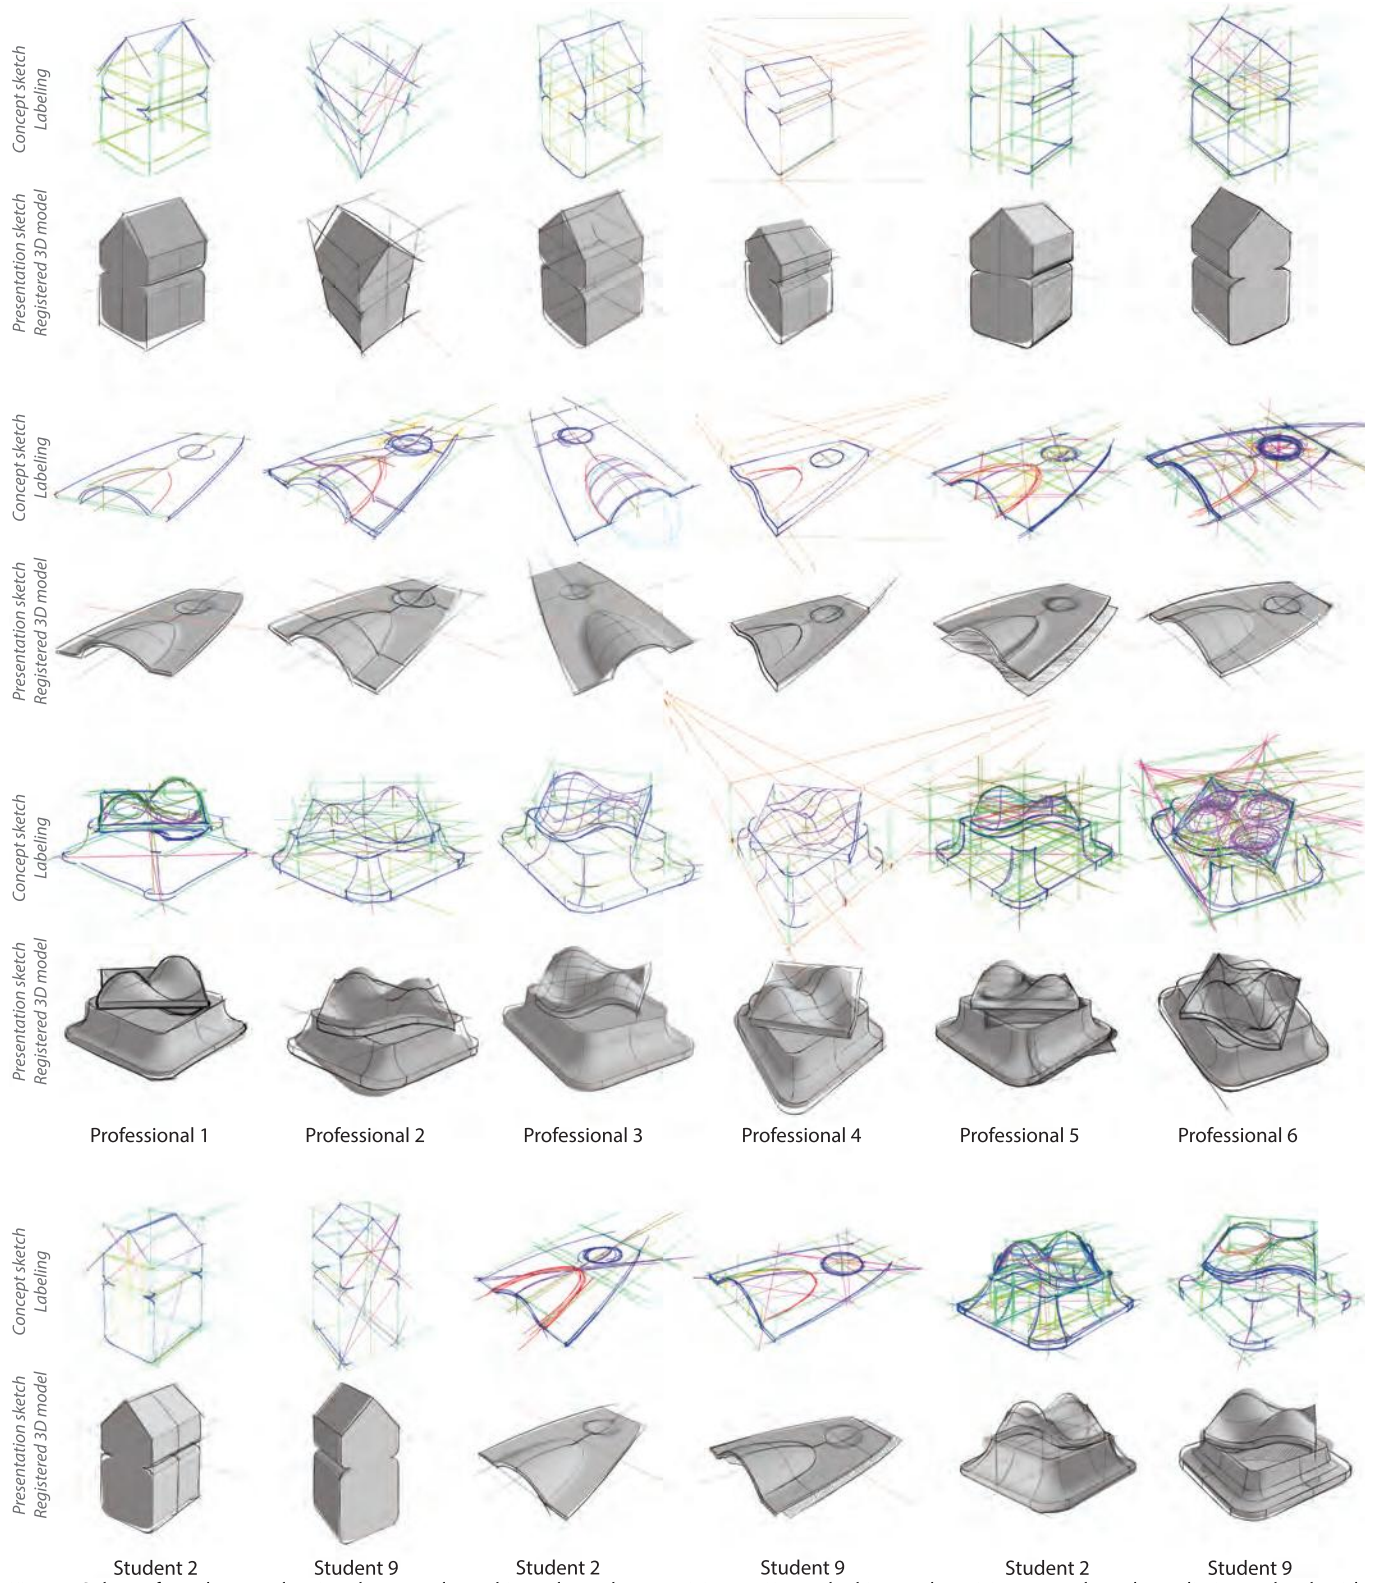 Concept sketch
Labeling
Presentation sketch
Registered 3D model
Concept sketch
Labeling
Presentation sketch
Registered 3D model
Concept sketch
Labeling
Presentation sketch
Registered 3D model
Professional 1 Professional 2 Professional 3 Professional 4 Professional 5 Professional 6
Concept sketch
Labeling
Presentation sketch
Registered 3D model
Student 2 Student 9 Student 2 Student 9 Student 2 Student 9